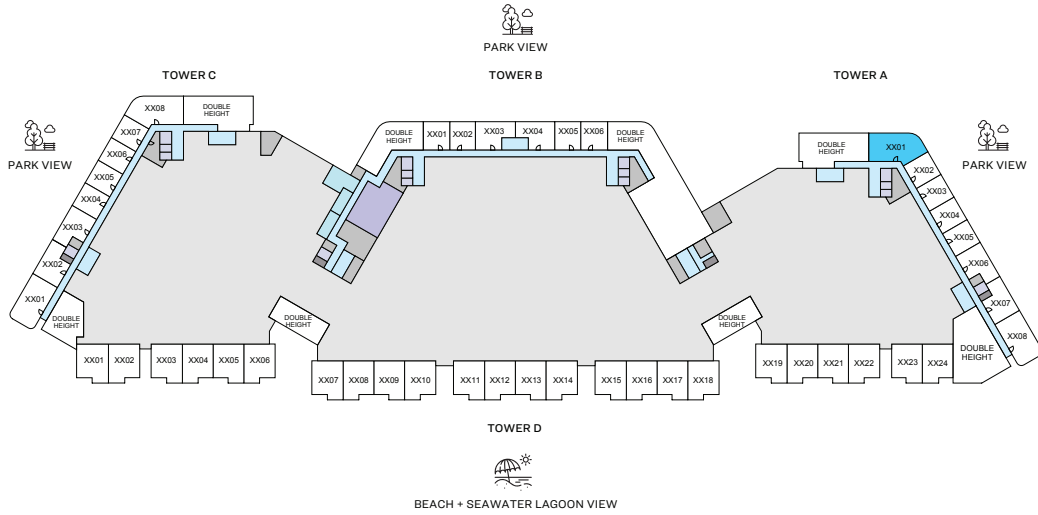 PARK VIEW
TOWER C
TOWER B
TOWER A
PARK VIEW
XX08
DOUBLE
HEIGHT
XX07
XX06
XX05
XX04
XX03
XX02
XX01
DOUBLE
HEIGHT
DOUBLE
HEIGHT
XX01
XX02
XX03
XX04
XX05
XX06
DOUBLE
HEIGHT
DOUBLE
HEIGHT
XX01
PARK VIEW
XX02
XX03
XX04
XX05
XX06
XX07
XX08
DOUBLE
HEIGHT
DOUBLE
HEIGHT
DOUBLE
HEIGHT
XX01
XX02
XX03
XX04
XX05
XX06
XX07
XX08
XX09
XX10
XX11
XX12
XX13
XX14
XX15
XX16
XX17
XX18
XX19
XX20
XX21
XX22
XX23
XX24
TOWER D
BEACH + SEAWATER LAGOON VIEW